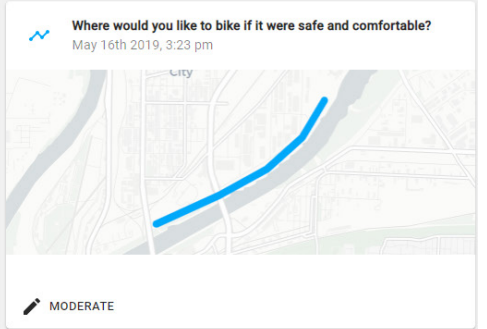 Where would you like to bike if it were safe and comfortable?
May 16th 2019, 3:23 pm
City
MODERATE